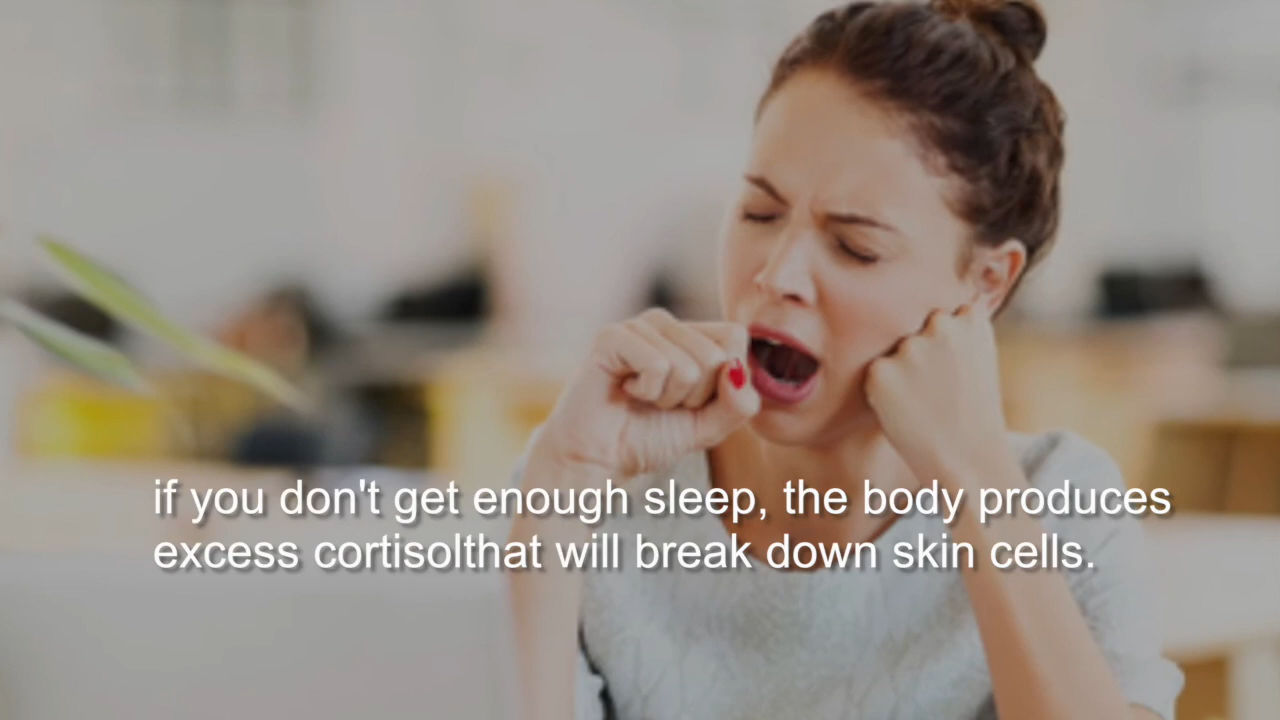 if you don't get enough sleep, the body produces
excess cortisolthat will break down skin cells.